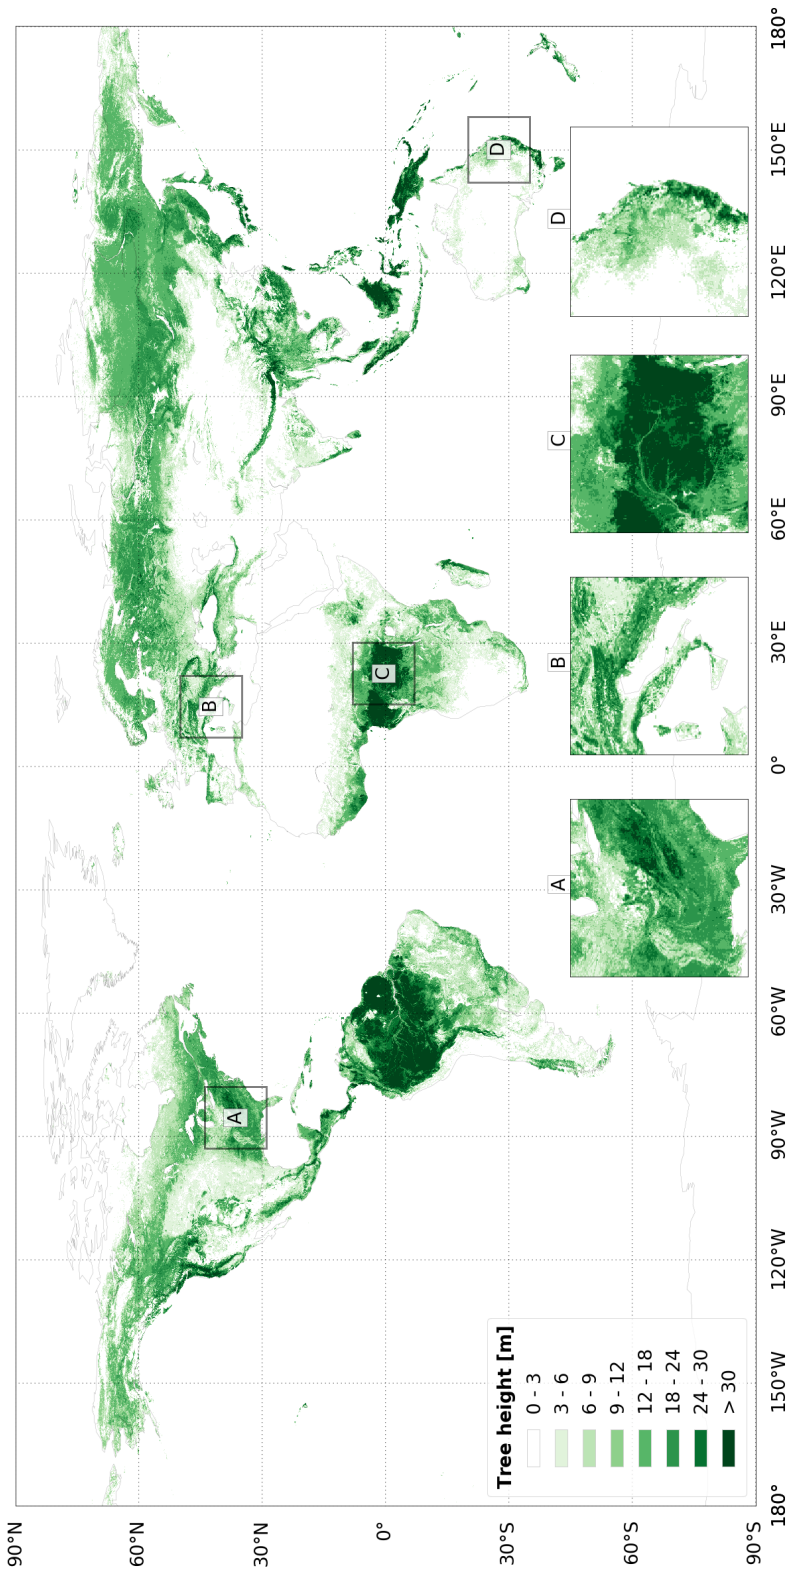 90°N
60°N
30°N
0°
30°S
60°S
90°S
180°
150°W
120°W
90°W
60°W
30°W
0°
30°E
60°E
90°E
120°E
150°E
180°
A
B
C
D
A
B
C
D
Tree height [m]
0 - 3
3 - 6
6 - 9
9 - 12
12 - 18
18 - 24
24 - 30
> 30